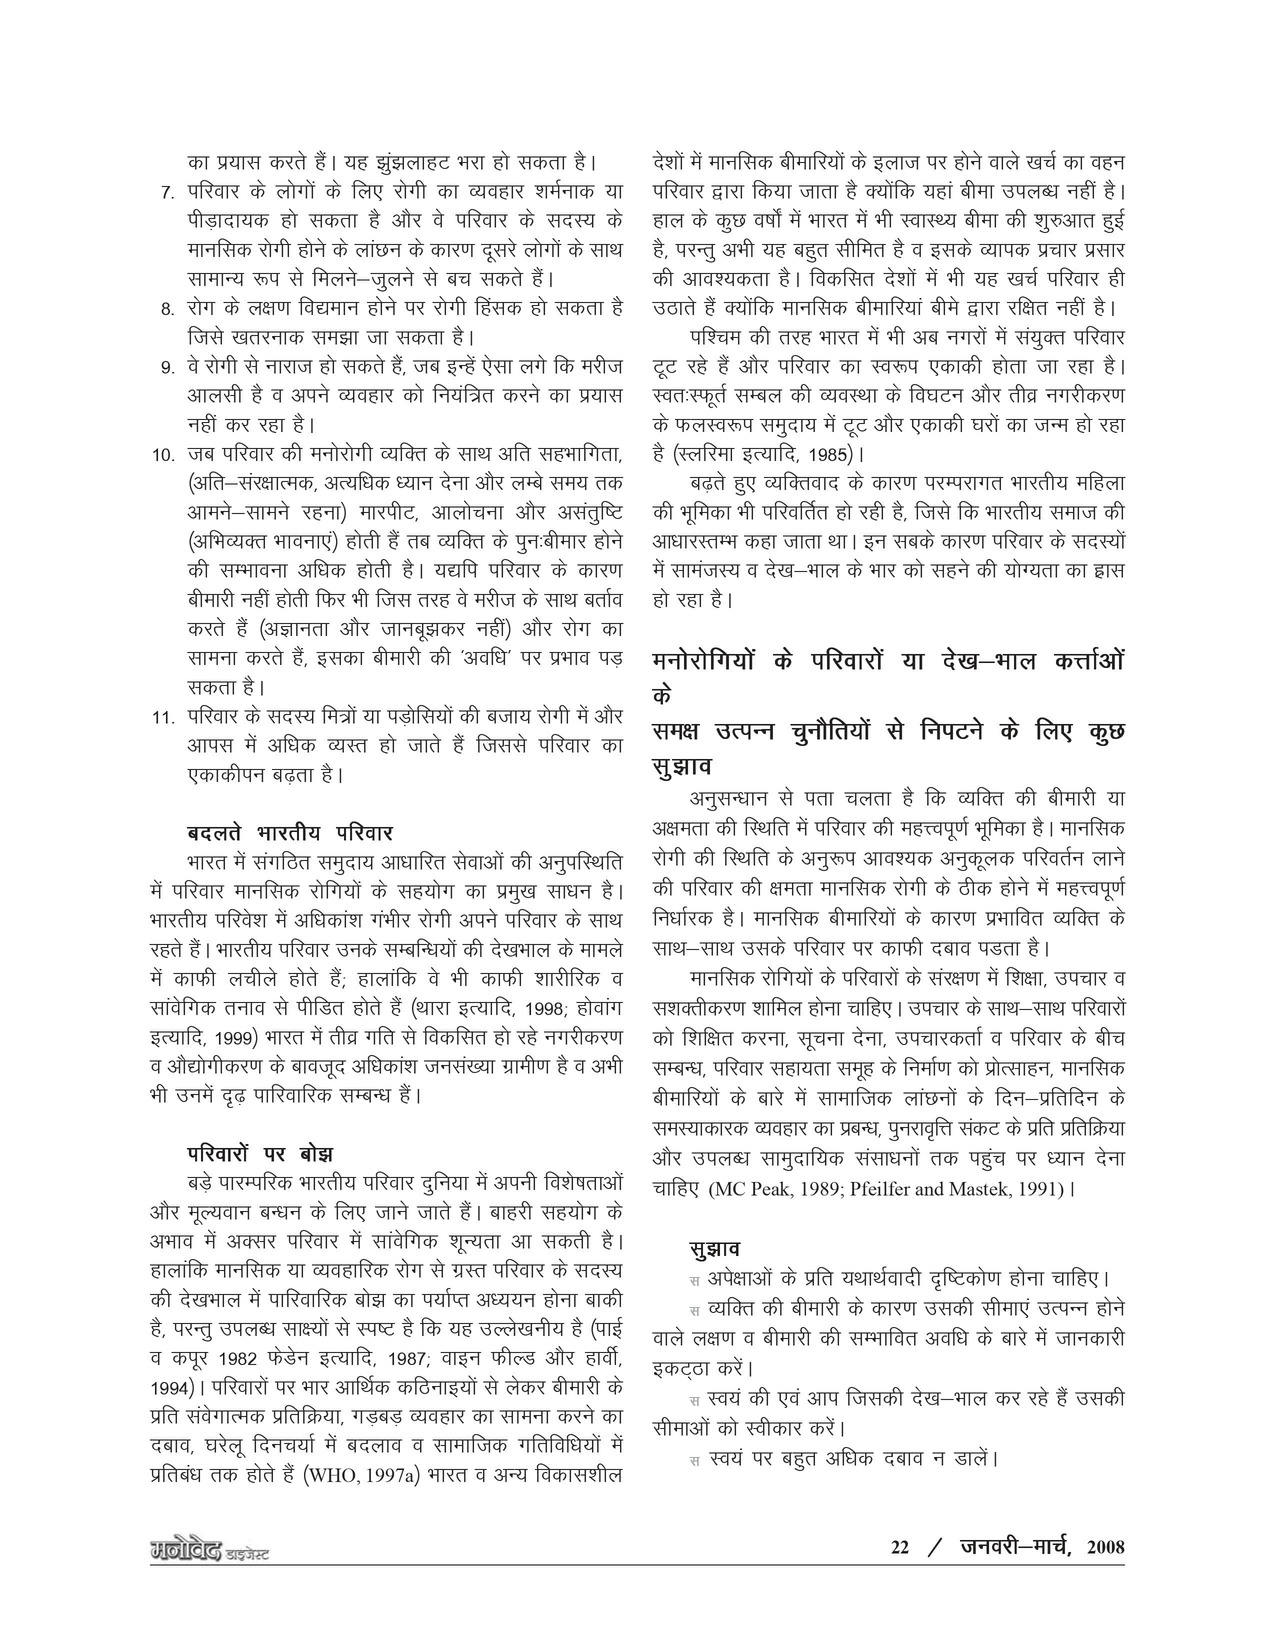 का प्रयास करते हैं। यह झुंझलाहट भरा हो सकता है।
7. परिवार के लोगों के लिए रोगी का व्यवहार शर्मनाक या
पीड़ादायक हो सकता है और वे परिवार के सदस्य के
मानसिक रोगी होने के लांछन के कारण दूसरे लोगों के साथ
सामान्य रूप से मिलने–जुलने से बच सकते हैं।
8. रोग के लक्षण विद्यमान होने पर रोगी हिंसक हो सकता है
जिसे खतरनाक समझा जा सकता है।
9. वे रोगी से नाराज हो सकते हैं, जब इन्हें ऐसा लगे कि मरीज
आलसी है व अपने व्यवहार को नियंत्रित करने का प्रयास
नहीं कर रहा है।
10. जब परिवार की मनोरोगी व्यक्ति के साथ अति सहभागिता,
(अति–संरक्षात्मक, अत्यधिक ध्यान देना और लम्बे समय तक
आमने–सामने रहना) मारपीट, आलोचना और असंतुष्टि
(अभिव्यक्त भावनाएं) होती हैं तब व्यक्ति के पुनःबीमार होने
की सम्भावना अधिक होती है। यद्यपि परिवार के कारण
बीमारी नहीं होती फिर भी जिस तरह वे मरीज के साथ बर्ताव
करते हैं (अज्ञानता और जानबूझकर नहीं) और रोग का
सामना करते हैं, इसका बीमारी की ‘अवधि’ पर प्रभाव पड़
सकता है।
11. परिवार के सदस्य मित्रों या पड़ोसियों की बजाय रोगी में और
आपस में अधिक व्यस्त हो जाते हैं जिससे परिवार का
एकाकीपन बढ़ता है।
बदलते भारतीय परिवार
भारत में संगठित समुदाय आधारित सेवाओं की अनुपस्थिति
में परिवार मानसिक रोगियों के सहयोग का प्रमुख साधन है।
भारतीय परिवेश में अधिकांश गंभीर रोगी अपने परिवार के साथ
रहते हैं। भारतीय परिवार उनके सम्बन्धियों की देखभाल के मामले
में काफी लचीले होते हैं; हालांकि वे भी काफी शारीरिक व
सांवेगिक तनाव से पीडित होते हैं (थारा इत्यादि, 1998; होवांग
इत्यादि, 1999) भारत में तीव्र गति से विकसित हो रहे नगरीकरण
व औद्योगीकरण के बावजूद अधिकांश जनसंख्या ग्रामीण है व अभी
भी उनमें दृढ़ पारिवारिक सम्बन्ध हैं।
परिवारों पर बोझ
बड़े पारम्परिक भारतीय परिवार दुनिया में अपनी विशेषताओं
और मूल्यवान बन्धन के लिए जाने जाते हैं। बाहरी सहयोग के
अभाव में अक्सर परिवार में सांवेगिक शून्यता आ सकती है।
हालांकि मानसिक या व्यवहारिक रोग से ग्रस्त परिवार के सदस्य
की देखभाल में पारिवारिक बोझ का पर्याप्त अध्ययन होना बाकी
है, परन्तु उपलब्ध साक्ष्यों से स्पष्ट है कि यह उल्लेखनीय है (पाई
व कपूर 1982 फेडेन इत्यादि, 1987; वाइन फील्ड और हार्वी,
1994)। परिवारों पर भार आर्थिक कठिनाइयों से लेकर बीमारी के
प्रति संवेगात्मक प्रतिक्रिया, गड़बड़ व्यवहार का सामना करने का
दबाव, घरेलू दिनचर्या में बदलाव व सामाजिक गतिविधियों में
प्रतिबंध तक होते हैं (WHO, 1997a) भारत व अन्य विकासशील
देशों में मानसिक बीमारियों के इलाज पर होने वाले खर्च का वहन
परिवार द्वारा किया जाता है क्योंकि यहां बीमा उपलब्ध नहीं है।
हाल के कुछ वर्षों में भारत में भी स्वास्थ्य बीमा की शुरुआत हुई
है, परन्तु अभी यह बहुत सीमित है व इसके व्यापक प्रचार प्रसार
की आवश्यकता है। विकसित देशों में भी यह खर्च परिवार ही
उठाते हैं क्योंकि मानसिक बीमारियां बीमे द्वारा रक्षित नहीं है।
पश्चिम की तरह भारत में भी अब नगरों में संयुक्त परिवार
टूट रहे हैं और परिवार का स्वरूप एकाकी होता जा रहा है।
स्वतःस्फूर्त सम्बल की व्यवस्था के विघटन और तीव्र नगरीकरण
के फलस्वरूप समुदाय में टूट और एकाकी घरों का जन्म हो रहा
है (स्लरिमा इत्यादि, 1985)।
बढ़ते हुए व्यक्तिवाद के कारण परम्परागत भारतीय महिला
की भूमिका भी परिवर्तित हो रही है, जिसे कि भारतीय समाज की
आधारस्तम्भ कहा जाता था। इन सबके कारण परिवार के सदस्यों
में सामंजस्य व देख–भाल के भार को सहने की योग्यता का ह्रास
हो रहा है।
मनोरोगियों के परिवारों या देख–भाल कर्त्ताओं
के
समक्ष उत्पन्न चुनौतियों से निपटने के लिए कुछ
सुझाव
अनुसन्धान से पता चलता है कि व्यक्ति की बीमारी या
अक्षमता की स्थिति में परिवार की महत्त्वपूर्ण भूमिका है। मानसिक
रोगी की स्थिति के अनुरूप आवश्यक अनुकूलक परिवर्तन लाने
की परिवार की क्षमता मानसिक रोगी के ठीक होने में महत्त्वपूर्ण
निर्धारक है। मानसिक बीमारियों के कारण प्रभावित व्यक्ति के
साथ–साथ उसके परिवार पर काफी दबाव पडता है।
मानसिक रोगियों के परिवारों के संरक्षण में शिक्षा, उपचार व
सशक्तीकरण शामिल होना चाहिए। उपचार के साथ–साथ परिवारों
को शिक्षित करना, सूचना देना, उपचारकर्ता व परिवार के बीच
सम्बन्ध, परिवार सहायता समूह के निर्माण को प्रोत्साहन, मानसिक
बीमारियों के बारे में सामाजिक लांछनों के दिन–प्रतिदिन के
समस्याकारक व्यवहार का प्रबन्ध, पुनरावृत्ति संकट के प्रति प्रतिक्रिया
और उपलब्ध सामुदायिक संसाधनों तक पहुंच पर ध्यान देना
चाहिए (MC Peak, 1989; Pfeilfer and Mastek, 1991)।
सुझाव
स अपेक्षाओं के प्रति यथार्थवादी दृष्टिकोण होना चाहिए।
स व्यक्ति की बीमारी के कारण उसकी सीमाएं उत्पन्न होने
वाले लक्षण व बीमारी की सम्भावित अवधि के बारे में जानकारी
इकट्ठा करें।
स स्वयं की एवं आप जिसकी देख–भाल कर रहे हैं उसकी
सीमाओं को स्वीकार करें।
स स्वयं पर बहुत अधिक दबाव न डालें।
मनोवेद डाइजेस्ट
22 / जनवरी–मार्च, 2008